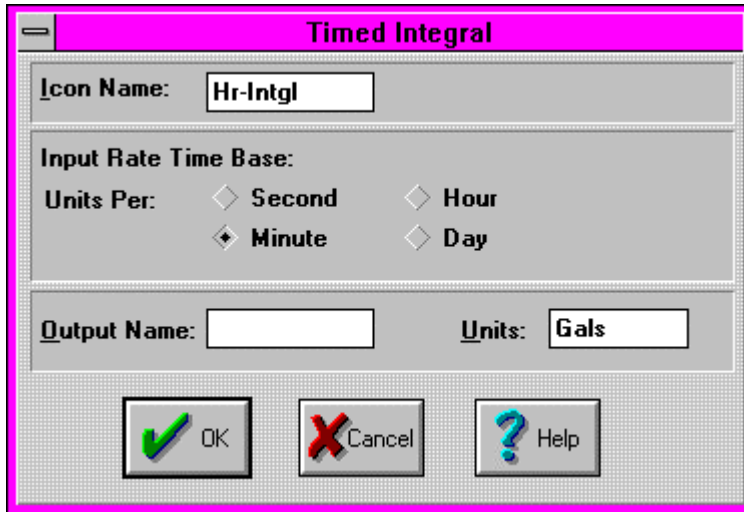 Timed Integral
Icon Name: Hr-Intgl
Input Rate Time Base:
Units Per: Second Hour
Minute Day
Output Name: Units: Gals
OK Cancel Help